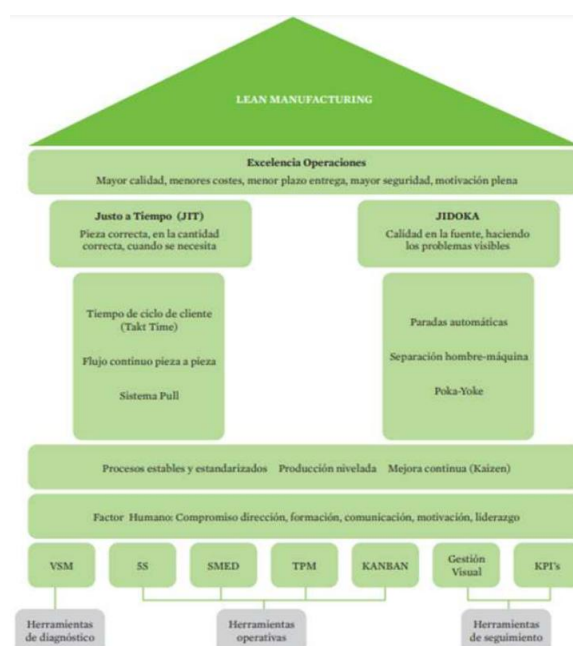 LEAN MANUFACTURING
Excelencia Operaciones
Mayor calidad, menores costes, menor plazo entrega, mayor seguridad, motivación plena
Justo a Tiempo (JIT)
Pieza correcta, en la cantidad
correcta, cuando se necesita
JIDOKA
Calidad en la fuente, haciendo
los problemas visibles
Tiempo de ciclo de cliente
(Takt Time)
Flujo continuo pieza a pieza
Sistema Pull
Paradas automáticas
Separación hombre-máquina
Poka-Yoke
Procesos estables y estandarizados Producción nivelada Mejora continua (Kaizen)
Factor Humano: Compromiso dirección, formación, comunicación, motivación, liderazgo
VSM
5S
SMED
TPM
KANBAN
Gestión
Visual
KPI's
Herramientas
de diagnóstico
Herramientas
operativas
Herramientas
de seguimiento